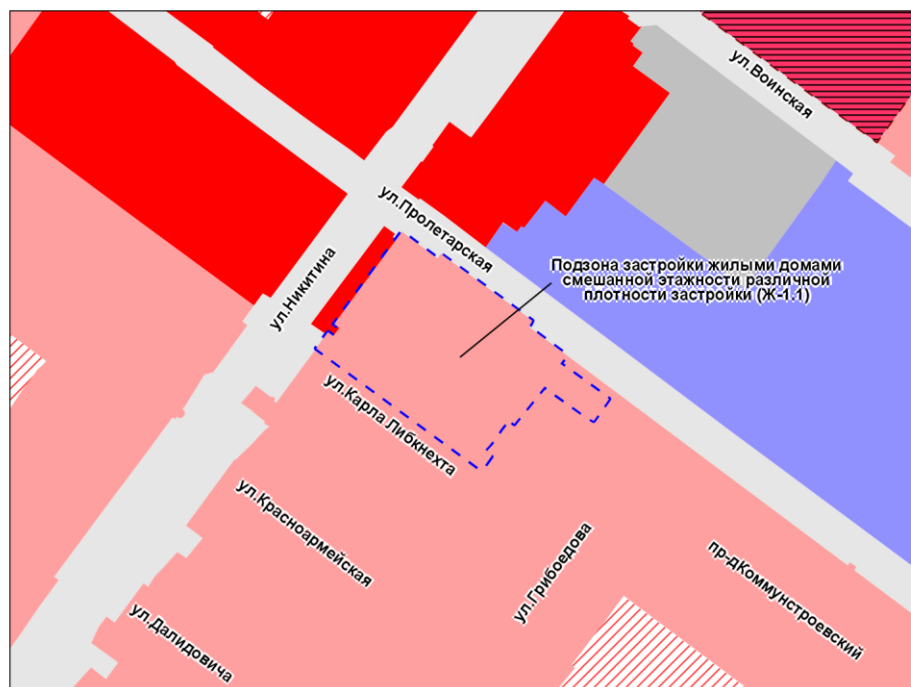 ул.Воинская
ул.Пролетарская
Подзона застройки жилыми домами
смешанной этажности различной
плотности застройки (Ж-1.1)
ул.Никитина
ул.Карла Либкнехта
ул.Красноармейская
ул.Грибоедова
пр-дКоммунстроевский
ул.Далидовича